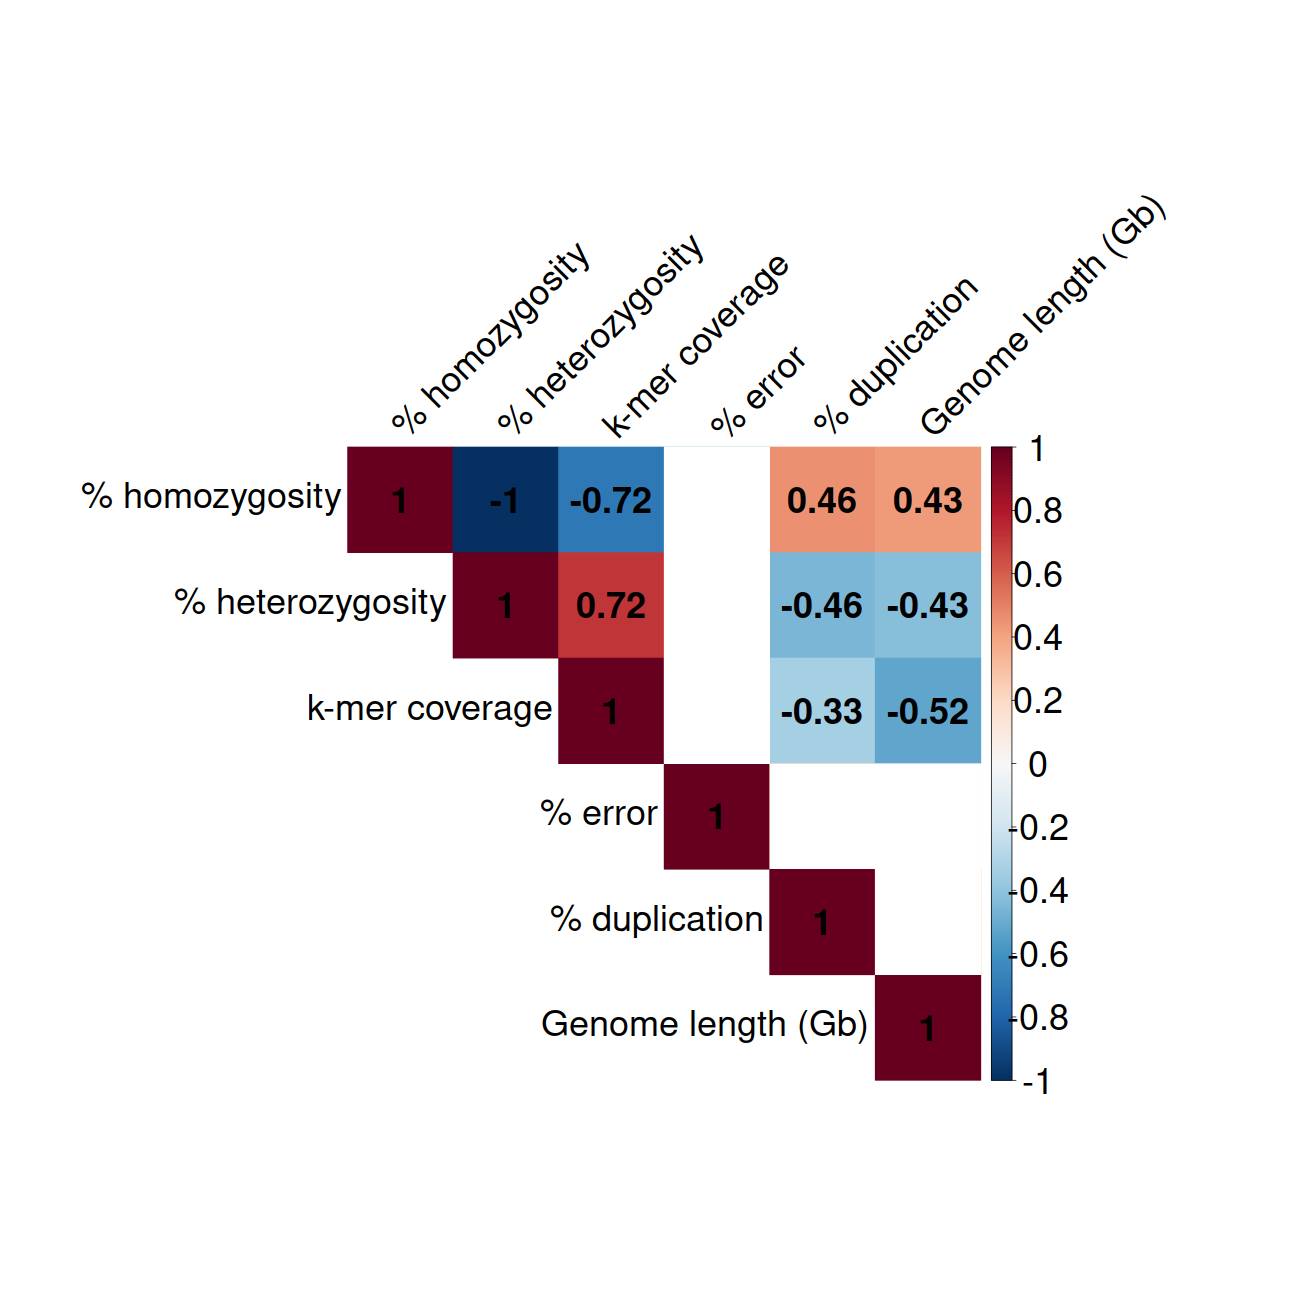 % homozygosity
% heterozygosity
k-mer coverage
% error
% duplication
Genome length (Gb)
% homozygosity 1 -1 -0.72 0.46 0.43
% heterozygosity 1 0.72 -0.46 -0.43
k-mer coverage 1 -0.33 -0.52
% error 1
% duplication 1
Genome length (Gb) 1
1
0.8
0.6
0.4
0.2
0
-0.2
-0.4
-0.6
-0.8
-1